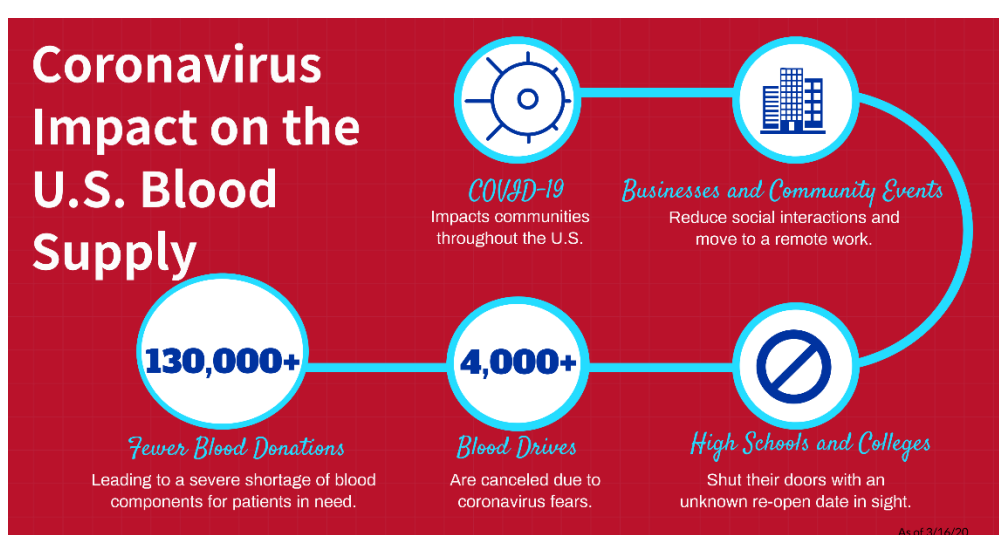 Coronavirus
Impact on the
U.S. Blood
Supply
COVID-19
Impacts communities
throughout the U.S.
Businesses and Community Events
Reduce social interactions and
move to a remote work.
High Schools and Colleges
Shut their doors with an
unknown re-open date in sight.
4,000+
Blood Drives
Are canceled due to
coronavirus fears.
130,000+
Fewer Blood Donations
Leading to a severe shortage of blood
components for patients in need.
As of 3/16/20